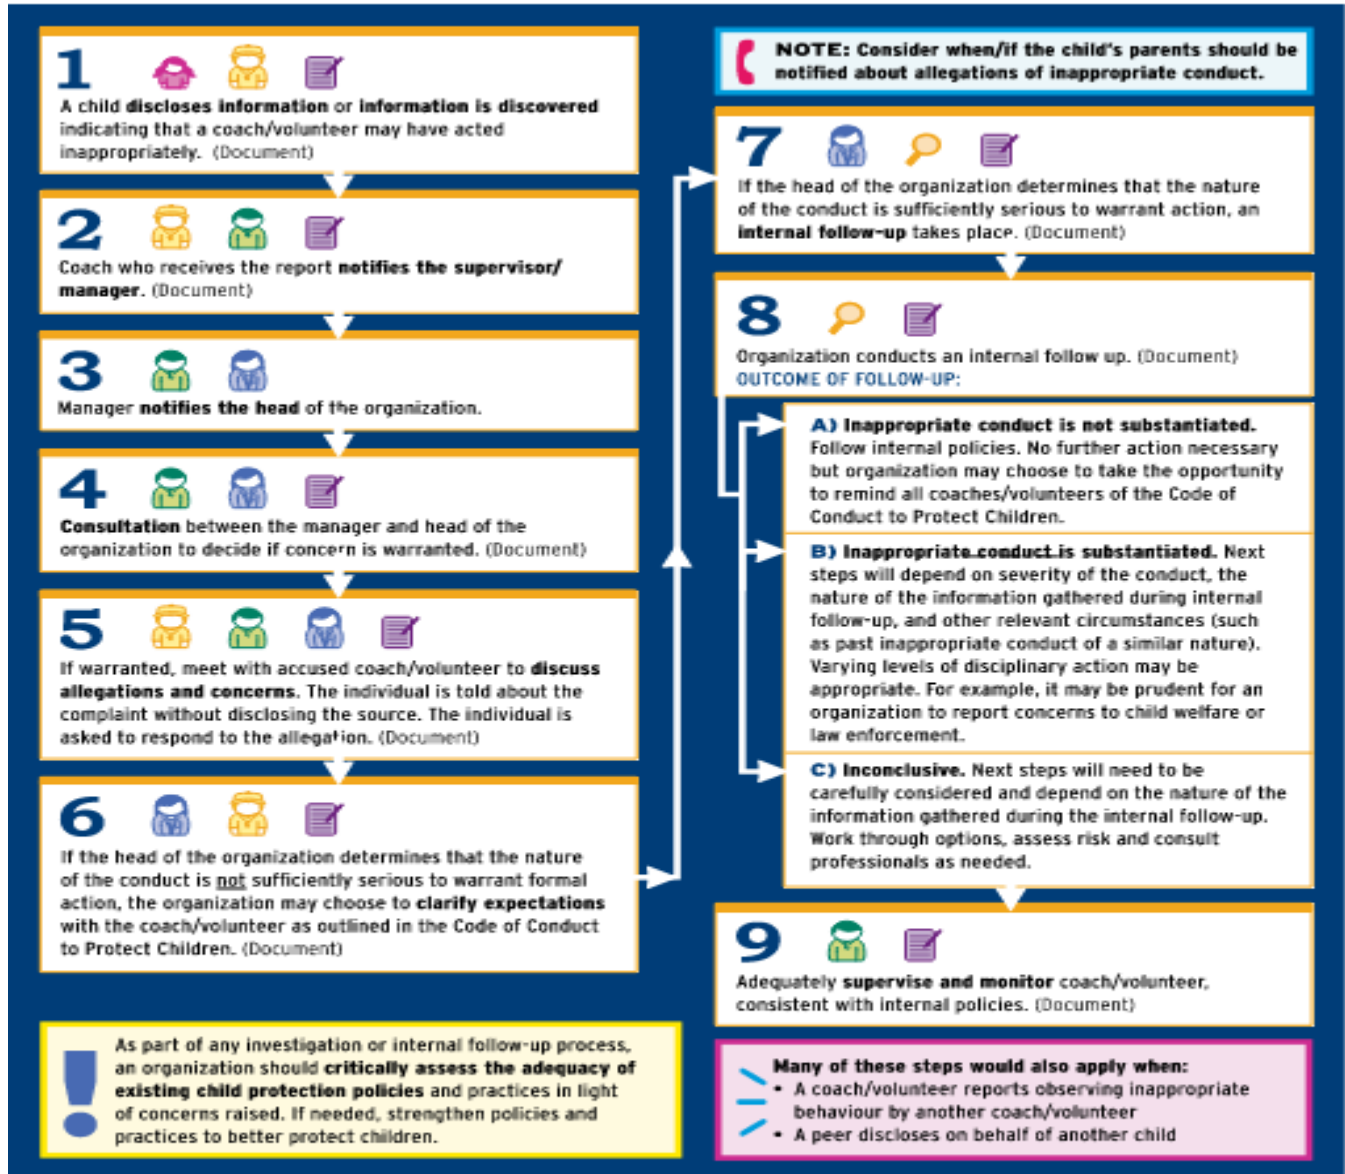 1
A child discloses information or information is discovered
indicating that a coach/volunteer may have acted
inappropriately. (Document)
2
Coach who receives the report notifies the supervisor/
manager. (Document)
3
Manager notifies the head of the organization.
4
Consultation between the manager and head of the
organization to decide if concern is warranted. (Document)
5
If warranted, meet with accused coach/volunteer to discuss
allegations and concerns. The individual is told about the
complaint without disclosing the source. The individual is
asked to respond to the allegation. (Document)
6
If the head of the organization determines that the nature
of the conduct is not sufficiently serious to warrant formal
action, the organization may choose to clarify expectations
with the coach/volunteer as outlined in the Code of Conduct
to Protect Children. (Document)
As part of any investigation or internal follow-up process,
an organization should critically assess the adequacy of
existing child protection policies and practices in light
of concerns raised. If needed, strengthen policies and
practices to better protect children.
NOTE: Consider when/if the child's parents should be
notified about allegations of inappropriate conduct.
7
If the head of the organization determines that the nature
of the conduct is sufficiently serious to warrant action, an
internal follow-up takes place. (Document)
8
Organization conducts an internal follow up. (Document)
OUTCOME OF FOLLOW-UP:
A) Inappropriate conduct is not substantiated.
Follow internal policies. No further action necessary
but organization may choose to take the opportunity
to remind all coaches/volunteers of the Code of
Conduct to Protect Children.
B) Inappropriate conduct is substantiated. Next
steps will depend on severity of the conduct, the
nature of the information gathered during internal
follow-up, and other relevant circumstances (such
as past inappropriate conduct of a similar nature).
Varying levels of disciplinary action may be
appropriate. For example, it may be prudent for an
organization to report concerns to child welfare or
law enforcement.
C) Inconclusive. Next steps will need to be
carefully considered and depend on the nature of the
information gathered during the internal follow-up.
Work through options, assess risk and consult
professionals as needed.
9
Adequately supervise and monitor coach/volunteer,
consistent with internal policies. (Document)
Many of these steps would also apply when:
• A coach/volunteer reports observing inappropriate
behaviour by another coach/volunteer
• A peer discloses on behalf of another child